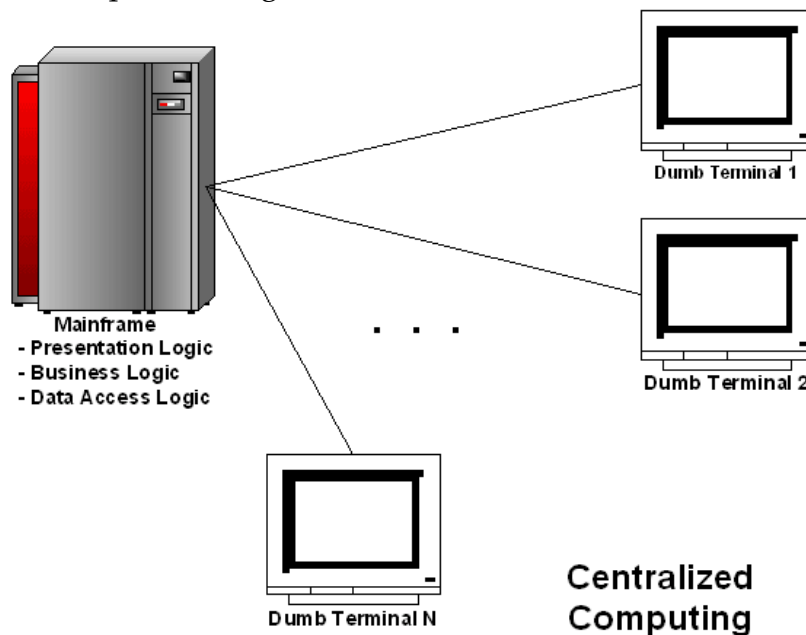 Dumb Terminal 1
Mainframe
- Presentation Logic
- Business Logic
- Data Access Logic
. . .
Dumb Terminal 2
Dumb Terminal N
Centralized
Computing